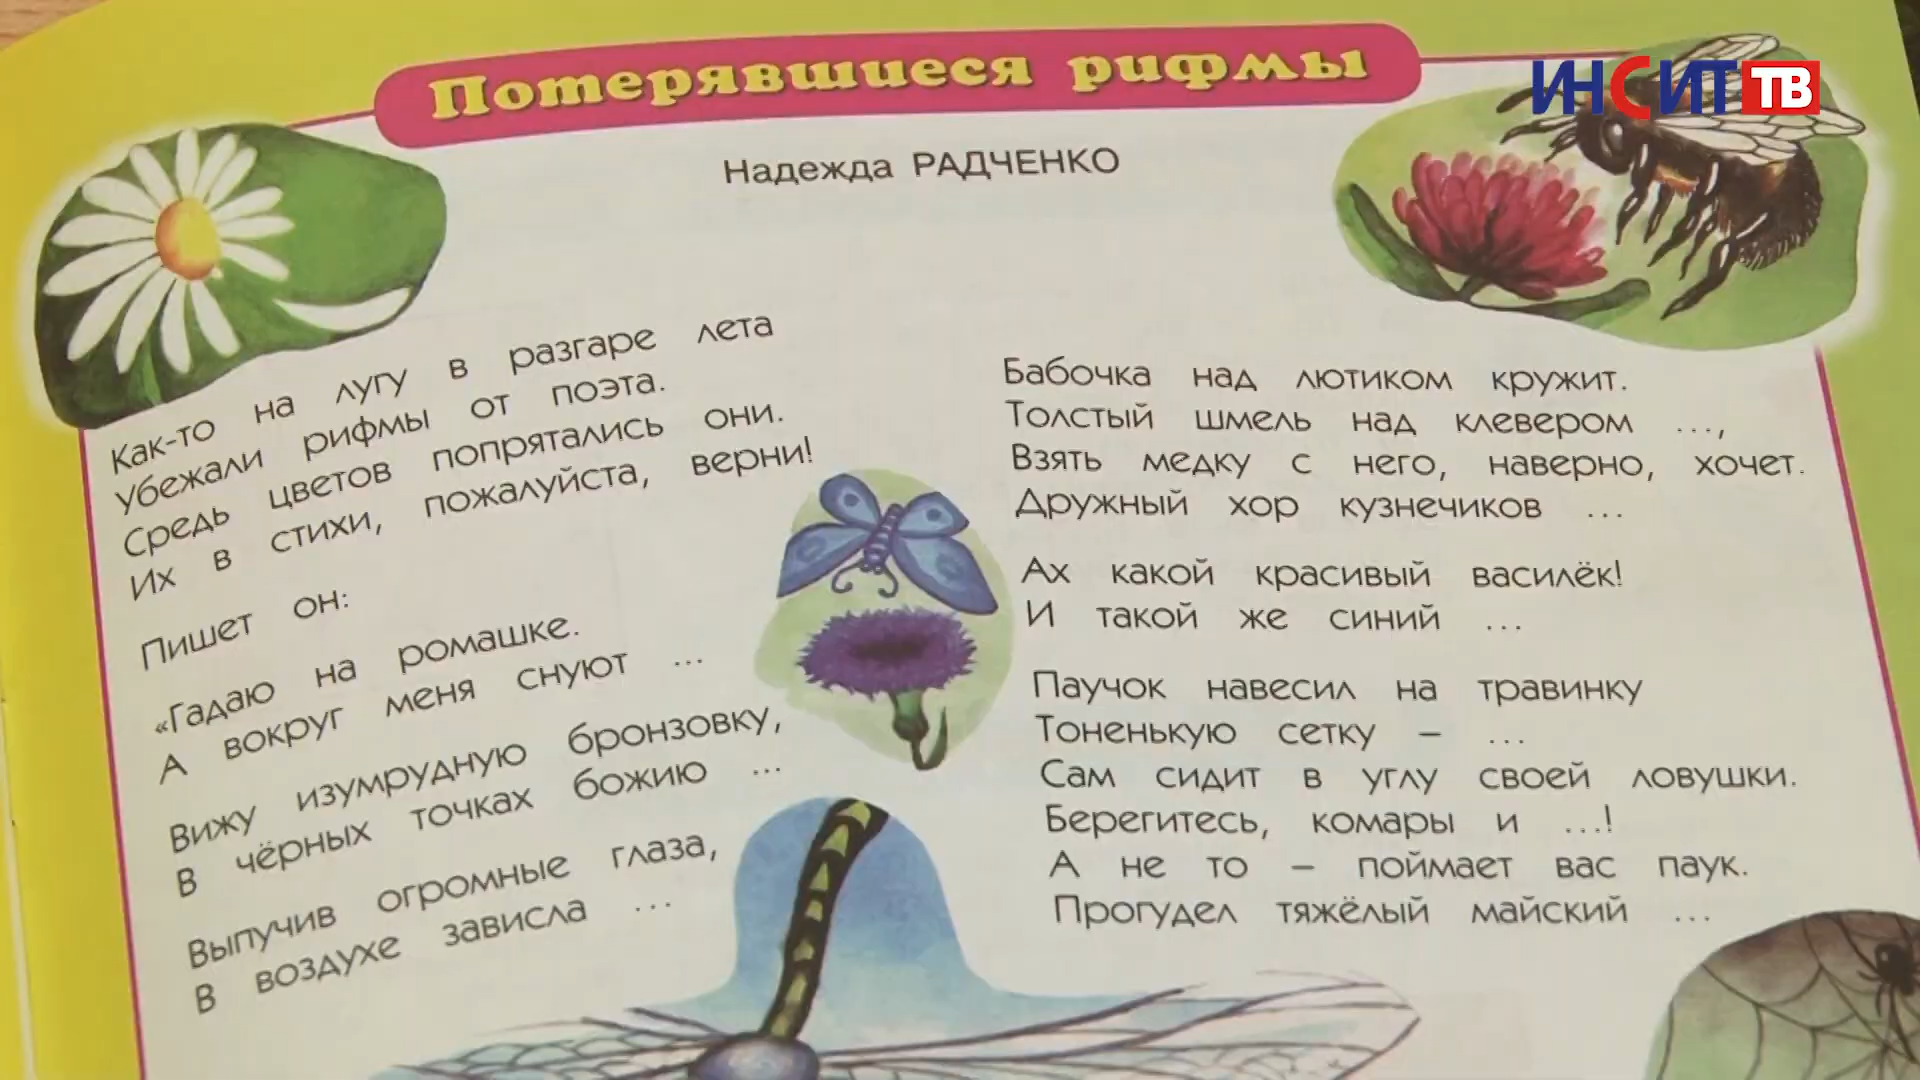 ИНСИТ ТВ
Потерявшиеся рифмы
Надежда РАДЧЕНКО
Как-то на лугу в разгаре лета
убежали рифмы от поэта.
Средь цветов попрятались они.
Их в стихи, пожалуйста, верни!
Пишет он:
«Гадаю на ромашке.
А вокруг меня снуют ...
Вижу изумрудную бронзовку,
В чёрных точках божию ...
Выпучив огромные глаза,
В воздухе зависла ...
Бабочка над лютиком кружит.
Толстый шмель над клевером ...,
Взять медку с него, наверно, хочет.
Дружный хор кузнечиков ...
Ах какой красивый василёк!
И такой же синий ...
Паучок навесил на травинку
Тоненькую сетку – ...
Сам сидит в углу своей ловушки.
Берегитесь, комары и ...!
А не то – поймает вас паук.
Прогудел тяжёлый майский ...